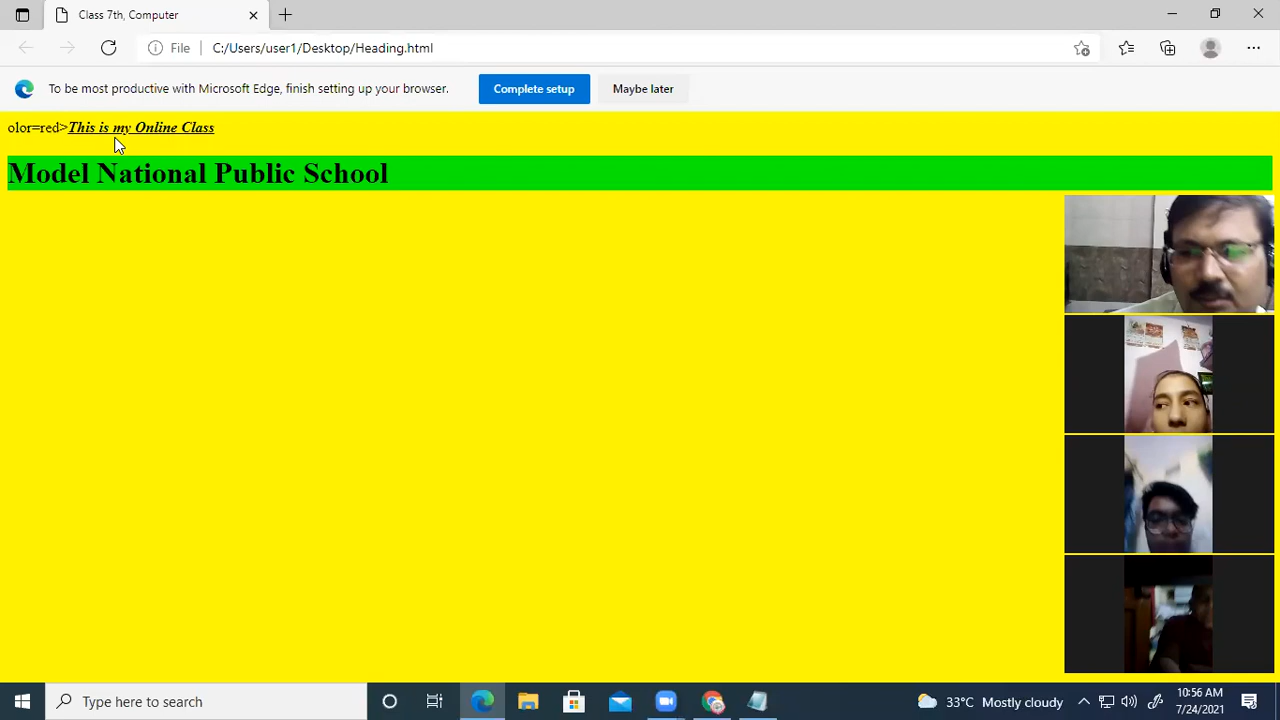 Class 7th, Computer
File C:/Users/user1/Desktop/Heading.html
To be most productive with Microsoft Edge, finish setting up your browser. Complete setup Maybe later
olor=red>This is my Online Class
Model National Public School
Type here to search
33°C Mostly cloudy
10:56 AM
7/24/2021